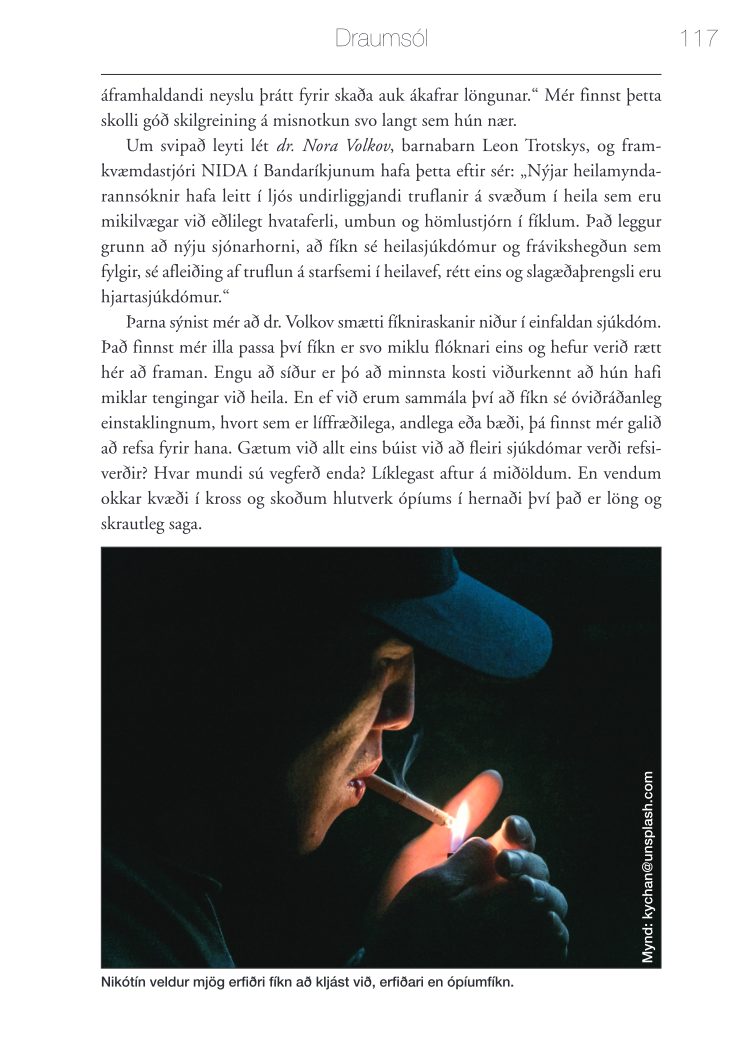 Draumsól
117
áframhaldandi neyslu þrátt fyrir skaða auk ákafrar löngunar.“ Mér finnst þetta
skolli góð skilgreining á misnotkun svo langt sem hún nær.
Um svipað leyti lét dr. Nora Volkov, barnabarn Leon Trotskys, og fram-
kvæmdastjóri NIDA í Bandaríkjunum hafa þetta eftir sér: „Nýjar heilamynda-
rannsóknir hafa leitt í ljós undirliggjandi truflanir á svæðum í heila sem eru
mikilvægar við eðlilegt hvataferli, umbun og hömlustjórn í fíklum. Það leggur
grunn að nýju sjónarhorni, að fíkn sé heilasjúkdómur og frávikshegðun sem
fylgir, sé afleiðing af truflun á starfsemi í heilavef, rétt eins og slagæðaþrengsli eru
hjartasjúkdómur.“
Þarna sýnist mér að dr. Volkov smætti fíkniraskanir niður í einfaldan sjúkdóm.
Það finnst mér illa passa því fíkn er svo miklu flóknari eins og hefur verið rætt
hér að framan. Engu að síður er þó að minnsta kosti viðurkennt að hún hafi
miklar tengingar við heila. En ef við erum sammála því að fíkn sé óviðráðanleg
einstaklingnum, hvort sem er líffræðilega, andlega eða bæði, þá finnst mér galið
að refsa fyrir hana. Gætum við allt eins búist við að fleiri sjúkdómar verði refsi-
verðir? Hvar mundi sú vegferð enda? Líklegast aftur á miðöldum. En vendum
okkar kvæði í kross og skoðum hlutverk ópíums í hernaði því það er löng og
skrautleg saga.
Mynd: kychan@unsplash.com
Nikótín veldur mjög erfiðri fíkn að kljást við, erfiðari en ópíumfíkn.